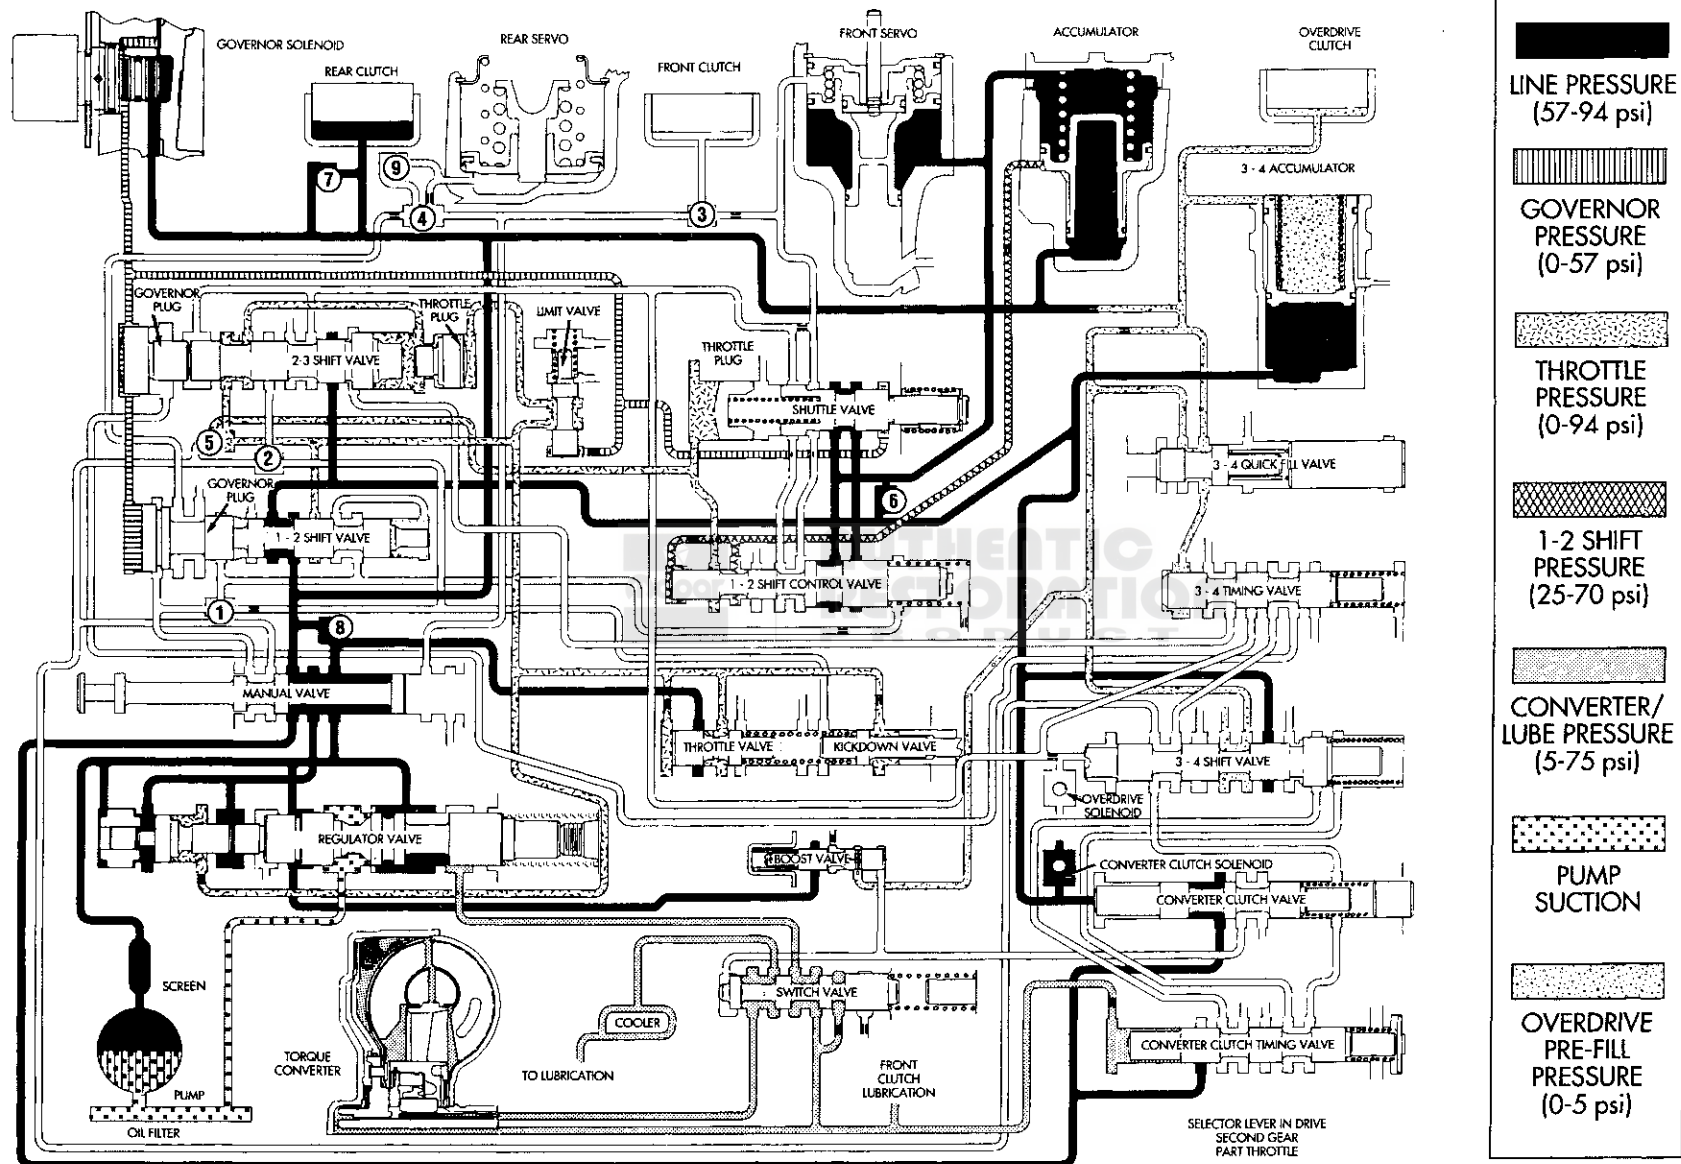 GOVERNOR SOLENOID
REAR SERVO
FRONT SERVO
ACCUMULATOR
OVERDRIVE
CLUTCH
REAR CLUTCH
FRONT CLUTCH
3 - 4 ACCUMULATOR
7
9
4
3
GOVERNOR
PLUG
THROTTLE
PLUG
LIMIT VALVE
THROTTLE
PLUG
2-3 SHIFT VALVE
SHUTTLE VALVE
5
2
3 - 4 QUICK FILL VALVE
GOVERNOR
PLUG
6
1 - 2 SHIFT VALVE
1 - 2 SHIFT CONTROL VALVE
3 - 4 TIMING VALVE
AUTHENTIC
RESTORATION
PRODUCT
1
8
MANUAL VALVE
THROTTLE VALVE
KICKDOWN VALVE
3 - 4 SHIFT VALVE
OVERDRIVE
SOLENOID
REGULATOR VALVE
BOOST VALVE
CONVERTER CLUTCH SOLENOID
CONVERTER CLUTCH VALVE
SCREEN
SWITCH VALVE
COOLER
CONVERTER CLUTCH TIMING VALVE
TORQUE
CONVERTER
TO LUBRICATION
FRONT
CLUTCH
LUBRICATION
PUMP
OIL FILTER
SELECTOR LEVER IN DRIVE
SECOND GEAR
PART THROTTLE
LINE PRESSURE
(57-94 psi)
GOVERNOR
PRESSURE
(0-57 psi)
THROTTLE
PRESSURE
(0-94 psi)
1-2 SHIFT
PRESSURE
(25-70 psi)
CONVERTER/
LUBE PRESSURE
(5-75 psi)
PUMP
SUCTION
OVERDRIVE
PRE-FILL
PRESSURE
(0-5 psi)